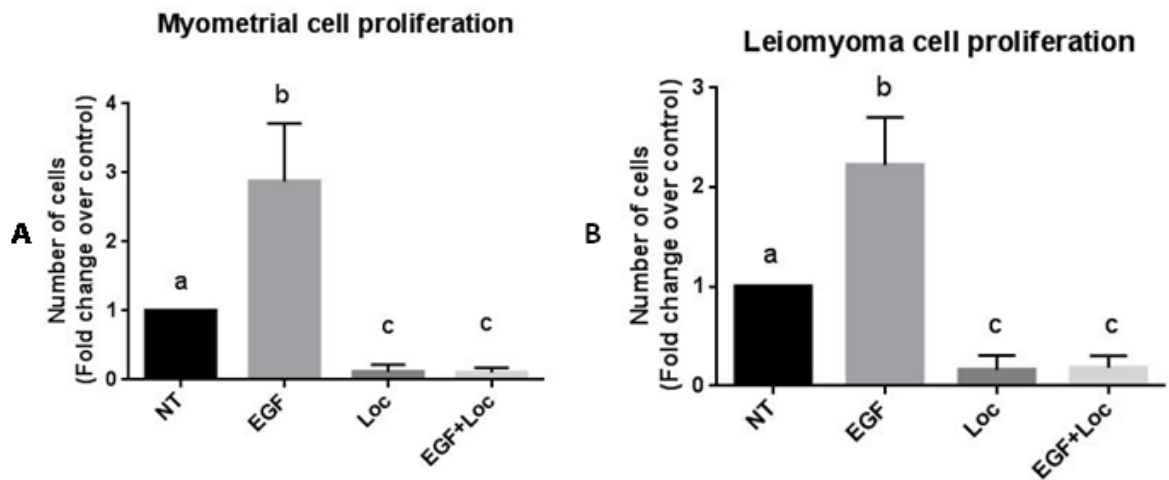 Myometrial cell proliferation
A
Number of cells
(Fold change over control)
4
3
2
1
0
a
b
c
c
NT
EGF
Loc
EGF+Loc
Leiomyoma cell proliferation
B
Number of cells
(Fold change over control)
3
2
1
0
a
b
c
c
NT
EGF
Loc
EGF+Loc